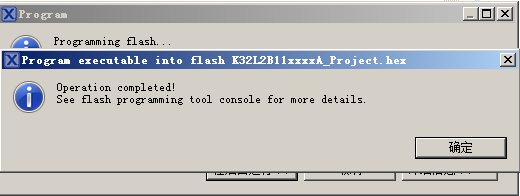 Program
Programming flash...
Program executable into flash K32L2B11xxxxA_Project.hex
Operation completed!
See flash programming tool console for more details.
确定